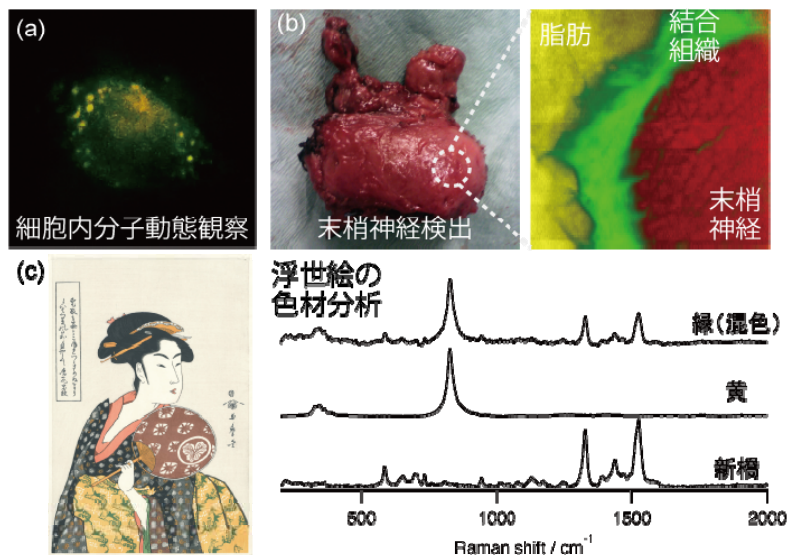 (a)
細胞内分子動態観察
(b)
末梢神経検出
脂肪
結合
組織
末梢
神経
(c)
浮世絵の
色材分析
緑(混色)
黄
新橋
500
1000
1500
2000
Raman shift / cm⁻¹